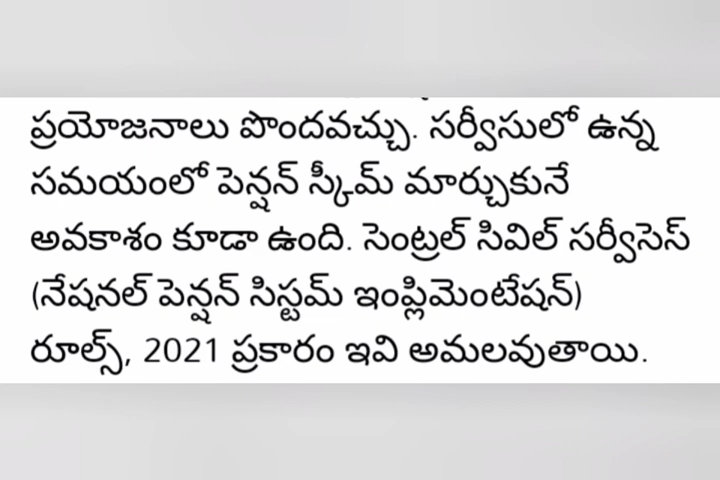 ప్రయోజనాలు పొందవచ్చు. సర్వీసులో ఉన్న
సమయంలో పెన్షన్ స్కీమ్ మార్చుకునే
అవకాశం కూడా ఉంది. సెంట్రల్ సివిల్ సర్వీసెస్
(నేషనల్ పెన్షన్ సిస్టమ్ ఇంప్లిమెంటేషన్)
రూల్స్, 2021 ప్రకారం ఇవి అమలవుతాయి.